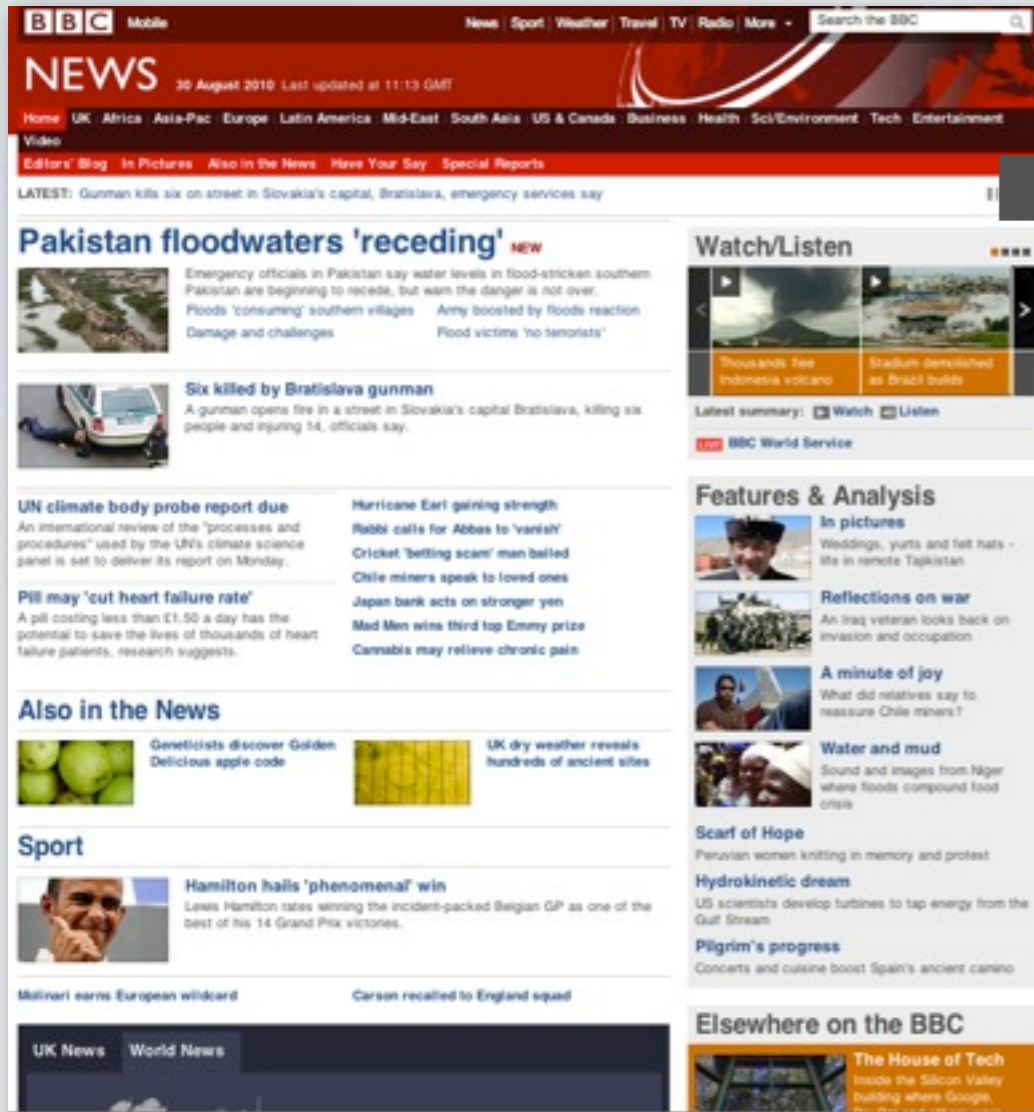 BBC Mobile
News Sport Weather Travel TV Radio More
Search the BBC
NEWS 30 August 2010 Last updated at 11:13 GMT
Home UK Africa Asia-Pac Europe Latin America Mid-East South Asia US & Canada Business Health Sci/Environment Tech Entertainment
Video
Editors' Blog In Pictures Also in the News Have Your Say Special Reports
LATEST: Gunman kills six on street in Slovakia's capital, Bratislava, emergency services say
Pakistan floodwaters 'receding' NEW
Emergency officials in Pakistan say water levels in flood-stricken southern
Pakistan are beginning to recede, but warn the danger is not over.
Floods 'consuming' southern villages
Army boosted by floods reaction
Damage and challenges
Flood victims 'no terrorists'
Six killed by Bratislava gunman
A gunman opens fire in a street in Slovakia's capital Bratislava, killing six
people and injuring 14, officials say.
UN climate body probe report due
An international review of the "processes and
procedures" used by the UN's climate science
panel is set to deliver its report on Monday.
Pill may 'cut heart failure rate'
A pill costing less than £1.50 a day has the
potential to save the lives of thousands of heart
failure patients, research suggests.
Hurricane Earl gaining strength
Rabbi calls for Abbas to 'vanish'
Cricket 'betting scam' man bailed
Chile miners speak to loved ones
Japan bank acts on stronger yen
Mad Men wins third top Emmy prize
Cannabis may relieve chronic pain
Also in the News
Geneticists discover Golden
Delicious apple code
UK dry weather reveals
hundreds of ancient sites
Sport
Hamilton hails 'phenomenal' win
Lewis Hamilton rates winning the incident-packed Belgian GP as one of the
best of his 14 Grand Prix victories.
Molinari earns European wildcard
Carson recalled to England squad
UK News World News
Watch/Listen
Thousands flee
Indonesia volcano
Stadium demolished
as Brazil builds
Latest summary: Watch Listen
LIVE BBC World Service
Features & Analysis
In pictures
Weddings, yurts and felt hats -
life in remote Tajikistan
Reflections on war
An Iraq veteran looks back on
invasion and occupation
A minute of joy
What did relatives say to
reassure Chile miners?
Water and mud
Sound and images from Niger
where floods compound food
crisis
Scarf of Hope
Peruvian women knitting in memory and protest
Hydrokinetic dream
US scientists develop turbines to tap energy from the
Gulf Stream
Pilgrim's progress
Concerts and cuisine boost Spain's ancient camino
Elsewhere on the BBC
The House of Tech
Inside the Silicon Valley
building where Google,